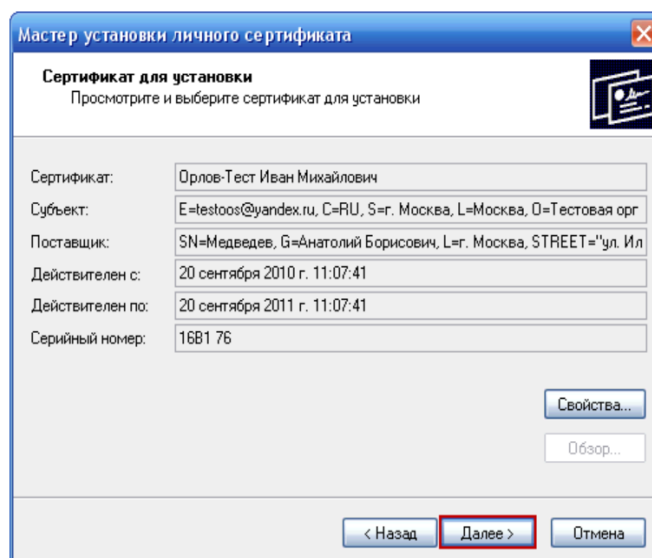 Мастер установки личного сертификата
Сертификат для установки
Просмотрите и выберите сертификат для установки
Сертификат: Орлов-Тест Иван Михайлович
Субъект: E=testoos@yandex.ru, C=RU, S=г. Москва, L=Москва, O=Тестовая орг
Поставщик: SN=Медведев, G=Анатолий Борисович, L=г. Москва, STREET="ул. Ил
Действителен с: 20 сентября 2010 г. 11:07:41
Действителен по: 20 сентября 2011 г. 11:07:41
Серийный номер: 16B1 76
Свойства...
Обзор...
< Назад Далее > Отмена